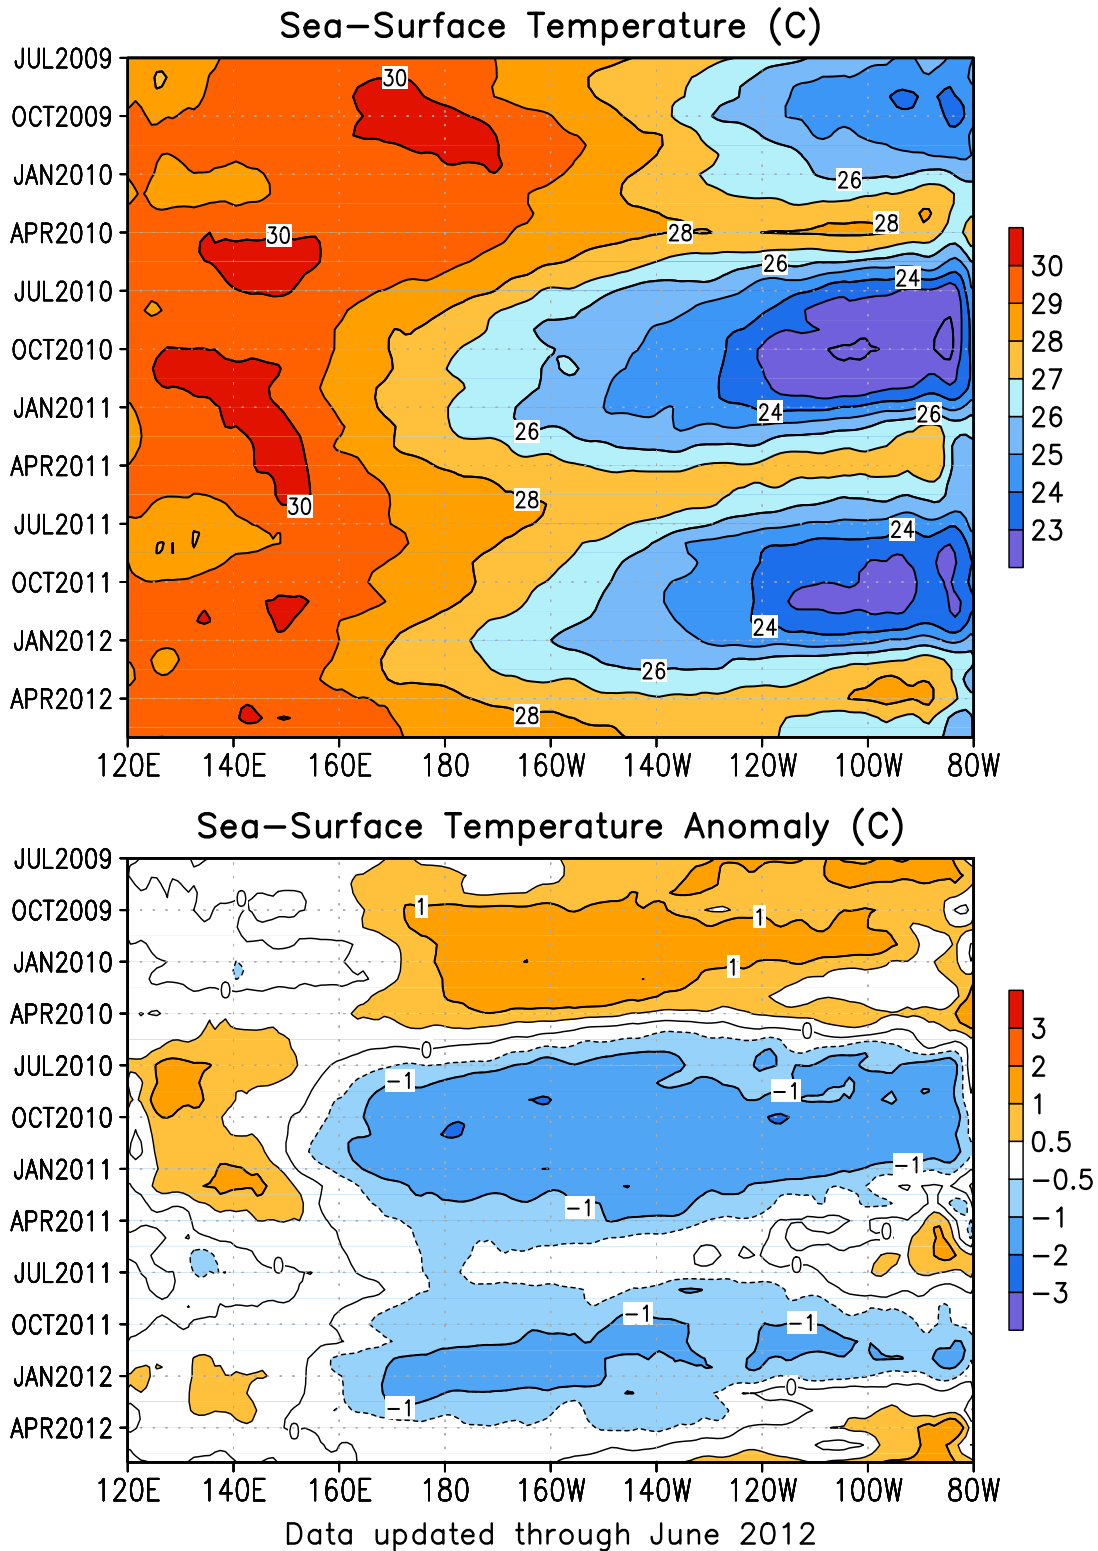 Sea-Surface Temperature (C)
JUL2009
OCT2009
JAN2010
APR2010
JUL2010
OCT2010
JAN2011
APR2011
JUL2011
OCT2011
JAN2012
APR2012
30
26
30
28
28
26
24
24
26
26
30
28
24
24
26
28
120E 140E 160E 180 160W 140W 120W 100W 80W
30
29
28
27
26
25
24
23
Sea-Surface Temperature Anomaly (C)
JUL2009
OCT2009
JAN2010
APR2010
JUL2010
OCT2010
JAN2011
APR2011
JUL2011
OCT2011
JAN2012
APR2012
0
1
1
1
0
0
0
-1
-1
-1
-1
0
0
0
-1
-1
0
-1
0
120E 140E 160E 180 160W 140W 120W 100W 80W
3
2
1
0.5
-0.5
-1
-2
-3
Data updated through June 2012